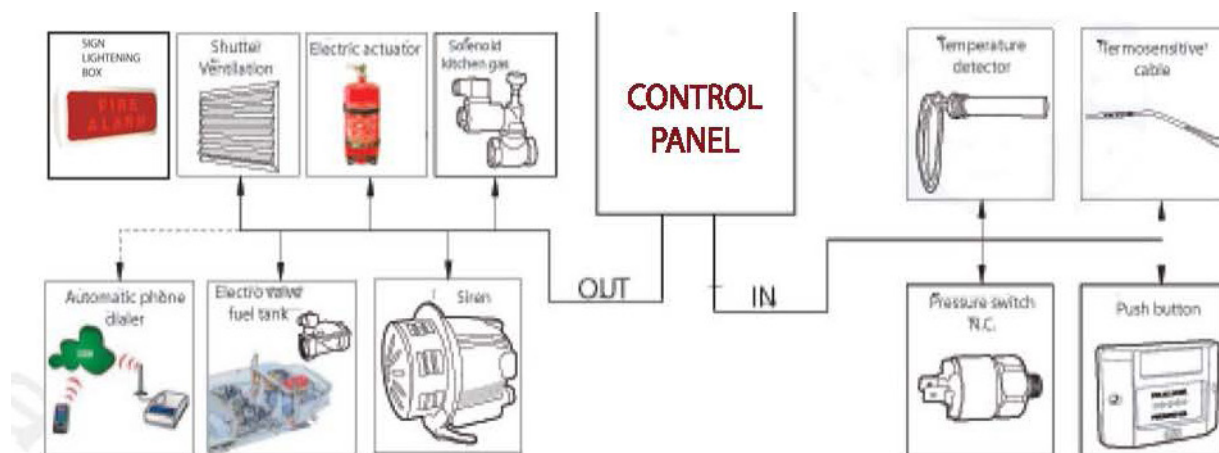 SIGN
LIGHTENING
BOX
FIRE
ALARM
Shutter
Ventilation
Electric actuator
Solenoid
kitchen gas
CONTROL
PANEL
Temperature
detector
Termosensitive
cable
OUT
IN
Automatic phone
dialer
Electro valve
fuel tank
Siren
Pressure switch
N.C.
Push button